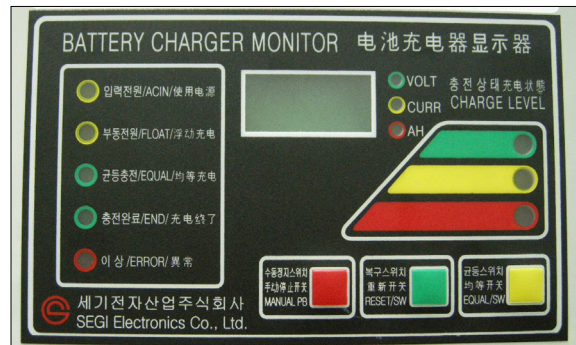 BATTERY CHARGER MONITOR 电池充电器显示器
입력전원/ACIN/使用电源
부동전원/FLOAT/浮动充电
균등충전/EQUAL/均等充电
충전완료/END/充电终了
이상/ERROR/異常
VOLT
CURR
AH
충전상태充电状態
CHARGE LEVEL
수동정지스위치
手动停止开关
MANUAL PB
복구스위치
重新开关
RESET/SW
균등스위치
均等开关
EQUAL/SW
세기전자산업주식회사
SEGI Electronics Co., Ltd.